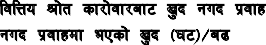 वित्तिय श्रोत कारोवारबाट खुद नगद प्रवाह
नगद प्रवाहमा भएको खुद (घट)/बढ